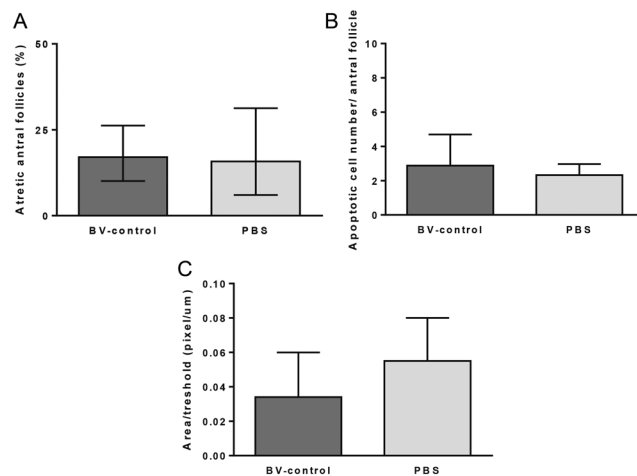 A
Atretic antral follicles (%)
50
25
0
BV-control PBS
B
Apoptotic cell number/ antral follicle
10
8
6
4
2
0
BV-control PBS
C
Area/treshold (pixel/um)
0.10
0.08
0.06
0.04
0.02
0.00
BV-control PBS